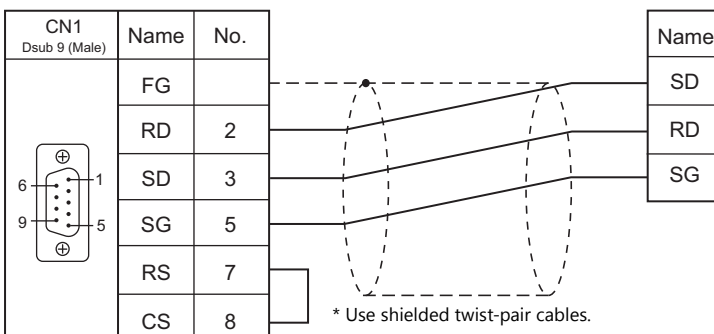 CN1
Dsub 9 (Male)
Name No.
Name
FG
SD
RD 2
RD
SD 3
SG
6 1
9 5
SG 5
RS 7
CS 8
* Use shielded twist-pair cables.